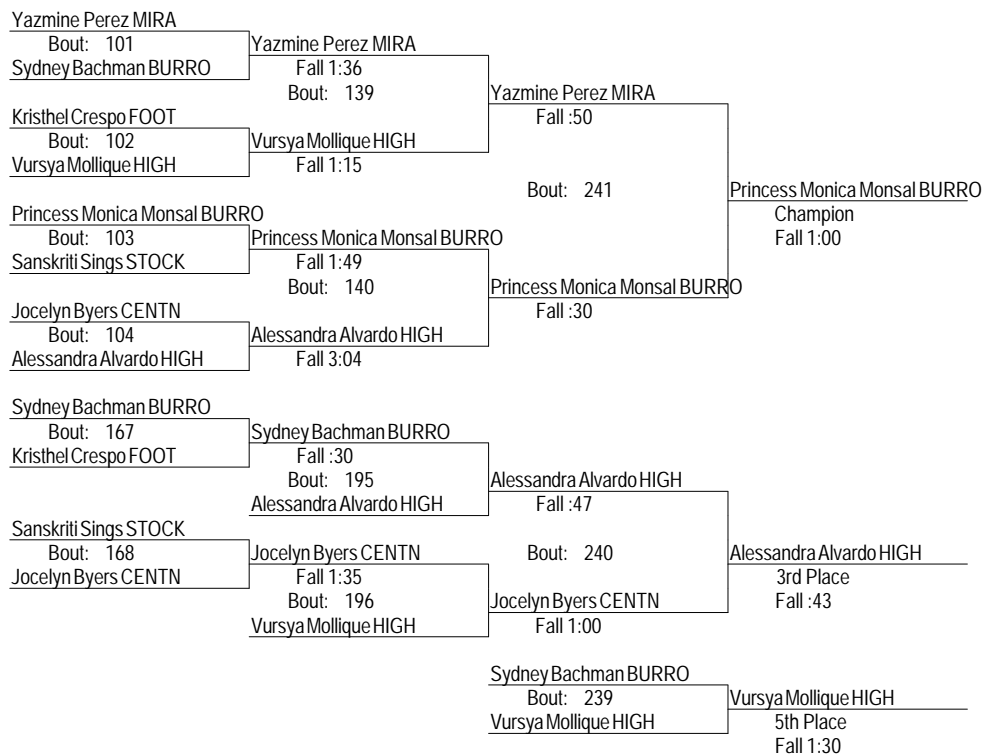 Yazmine Perez MIRA
Bout: 101
Yazmine Perez MIRA
Sydney Bachman BURRO
Fall 1:36
Bout: 139
Yazmine Perez MIRA
Kristhel Crespo FOOT
Fall :50
Bout: 102
Vursya Mollique HIGH
Vursya Mollique HIGH
Fall 1:15
Bout: 241
Princess Monica Monsal BURRO
Princess Monica Monsal BURRO
Champion
Bout: 103
Princess Monica Monsal BURRO
Fall 1:00
Sanskriti Sings STOCK
Fall 1:49
Bout: 140
Princess Monica Monsal BURRO
Jocelyn Byers CENTN
Fall :30
Bout: 104
Alessandra Alvardo HIGH
Alessandra Alvardo HIGH
Fall 3:04
Sydney Bachman BURRO
Bout: 167
Sydney Bachman BURRO
Kristhel Crespo FOOT
Fall :30
Bout: 195
Alessandra Alvardo HIGH
Alessandra Alvardo HIGH
Fall :47
Sanskriti Sings STOCK
Bout: 168
Jocelyn Byers CENTN
Bout: 240
Alessandra Alvardo HIGH
Jocelyn Byers CENTN
Fall 1:35
3rd Place
Bout: 196
Jocelyn Byers CENTN
Fall :43
Vursya Mollique HIGH
Fall 1:00
Sydney Bachman BURRO
Bout: 239
Vursya Mollique HIGH
Vursya Mollique HIGH
5th Place
Fall 1:30